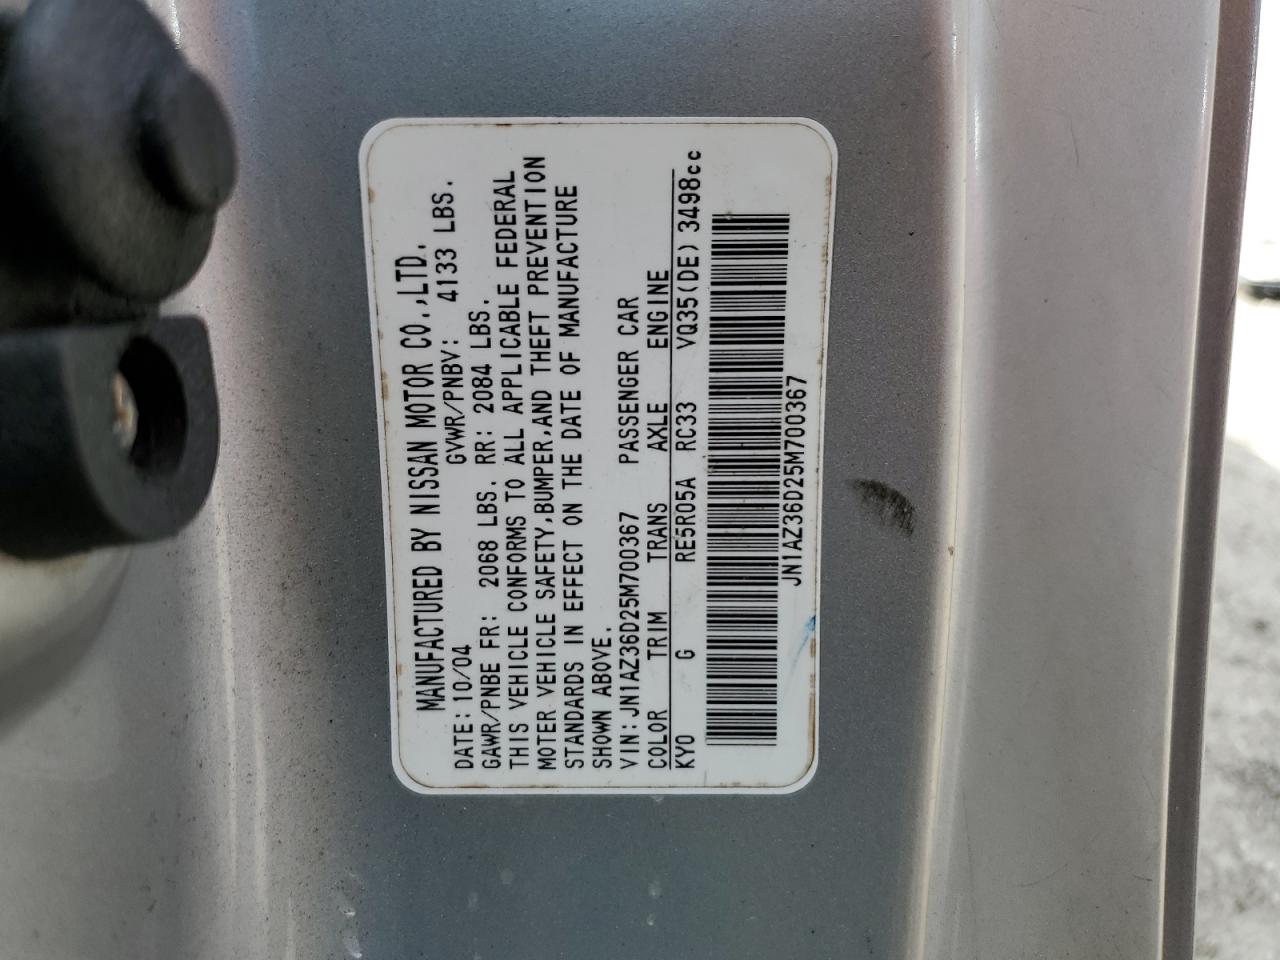 MANUFACTURED BY NISSAN MOTOR CO.,LTD.
DATE:10/04 GVWR/PNBV: 4133 LBS.
GAWR/PNBE FR: 2068 LBS. RR: 2084 LBS.
THIS VEHICLE CONFORMS TO ALL APPLICABLE FEDERAL
MOTER VEHICLE SAFETY,BUMPER,AND THEFT PREVENTION
STANDARDS IN EFFECT ON THE DATE OF MANUFACTURE
SHOWN ABOVE.
VIN:JN1AZ36D25M700367 PASSENGER CAR
COLOR TRIM TRANS AXLE ENGINE
KY0 G RE5R05A RC33 VQ35(DE) 3498cc
JN1AZ36D25M700367